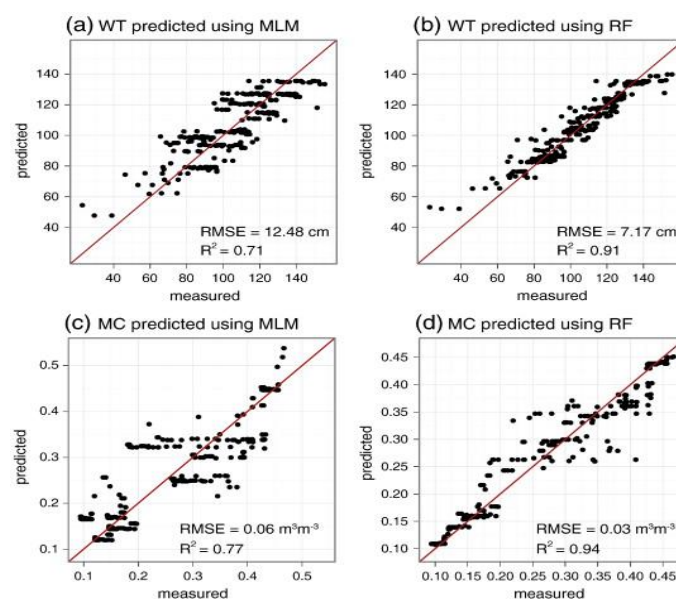 (a) WT predicted using MLM
140
120
100
80
60
40
predicted
RMSE = 12.48 cm
R² = 0.71
40 60 80 100 120 140
measured
(b) WT predicted using RF
140
120
100
80
60
40
predicted
RMSE = 7.17 cm
R² = 0.91
40 60 80 100 120 140
measured
(c) MC predicted using MLM
0.5
0.4
0.3
0.2
0.1
predicted
RMSE = 0.06 m³m⁻³
R² = 0.77
0.1 0.2 0.3 0.4 0.5
measured
(d) MC predicted using RF
0.45
0.40
0.35
0.30
0.25
0.20
0.15
0.10
predicted
RMSE = 0.03 m³m⁻³
R² = 0.94
0.10 0.15 0.20 0.25 0.30 0.35 0.40 0.45
measured